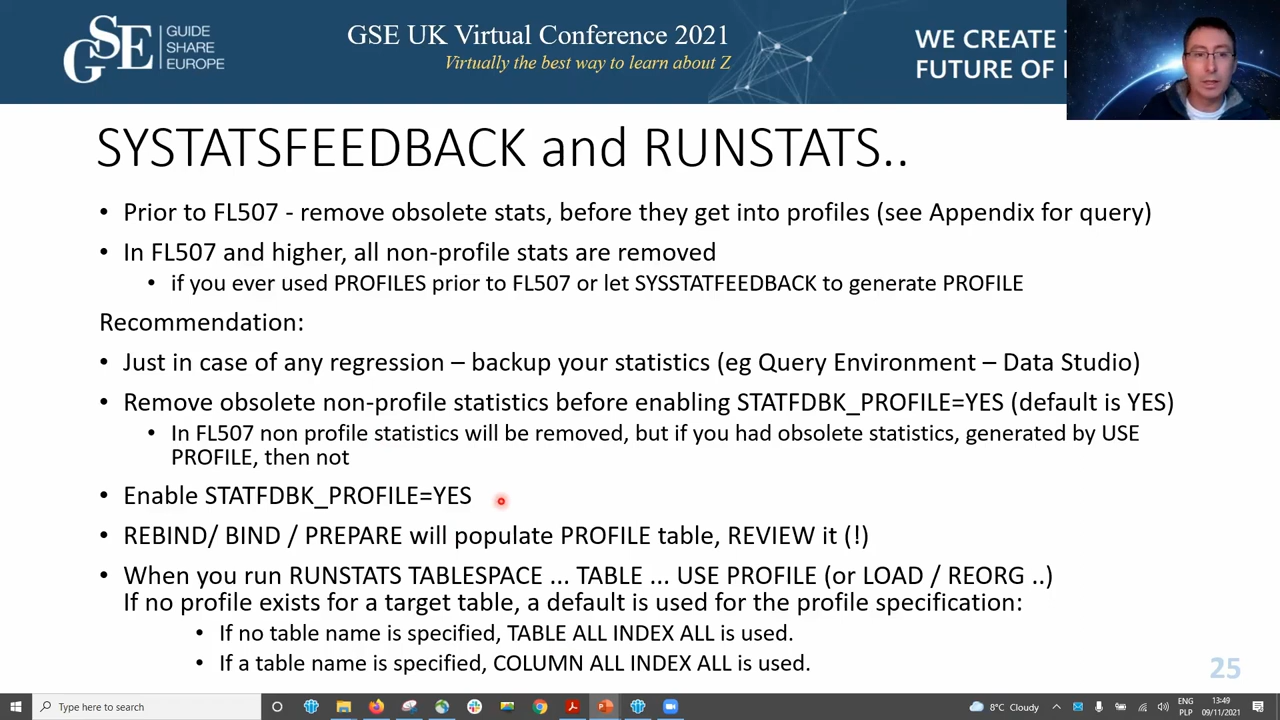 GSE
GUIDE
SHARE
EUROPE
GSE UK Virtual Conference 2021
Virtually the best way to learn about Z
WE CREATE
FUTURE OF
SYSTATSFEEDBACK and RUNSTATS..
• Prior to FL507 - remove obsolete stats, before they get into profiles (see Appendix for query)
• In FL507 and higher, all non-profile stats are removed
• if you ever used PROFILES prior to FL507 or let SYSSTATFEEDBACK to generate PROFILE
Recommendation:
• Just in case of any regression – backup your statistics (eg Query Environment – Data Studio)
• Remove obsolete non-profile statistics before enabling STATFDBK_PROFILE=YES (default is YES)
• In FL507 non profile statistics will be removed, but if you had obsolete statistics, generated by USE
PROFILE, then not
• Enable STATFDBK_PROFILE=YES
• REBIND/ BIND / PREPARE will populate PROFILE table, REVIEW it (!)
• When you run RUNSTATS TABLESPACE ... TABLE ... USE PROFILE (or LOAD / REORG ..)
If no profile exists for a target table, a default is used for the profile specification:
• If no table name is specified, TABLE ALL INDEX ALL is used.
• If a table name is specified, COLUMN ALL INDEX ALL is used.
25
Type here to search
8°C Cloudy
ENG
PLP
13:49
09/11/2021